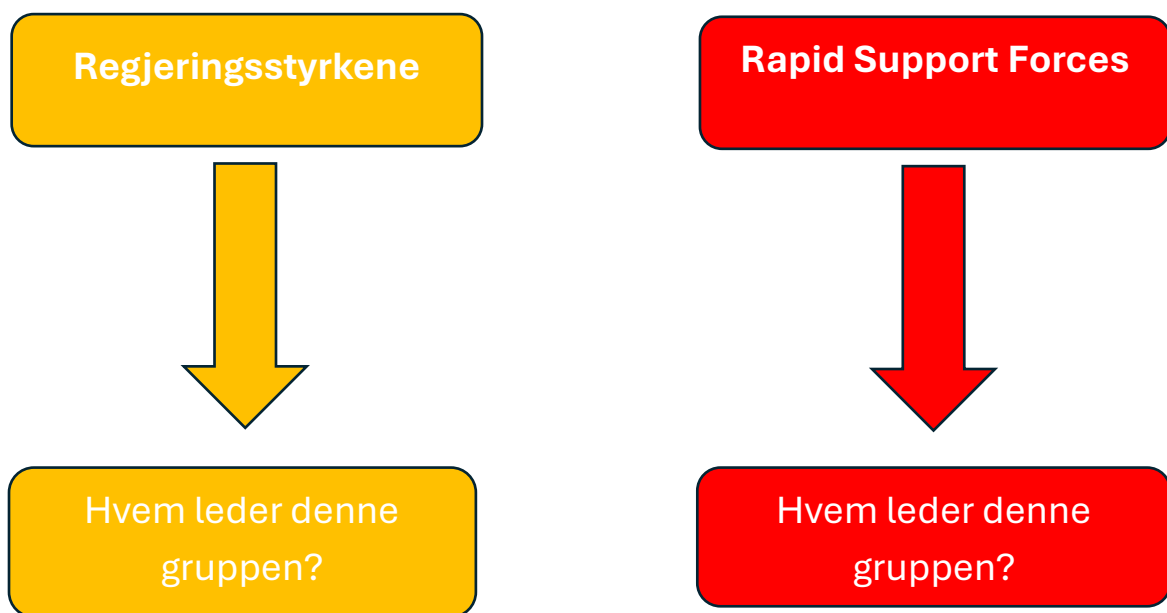 Regjeringsstyrkene
Rapid Support Forces
Hvem leder denne
gruppen?
Hvem leder denne
gruppen?